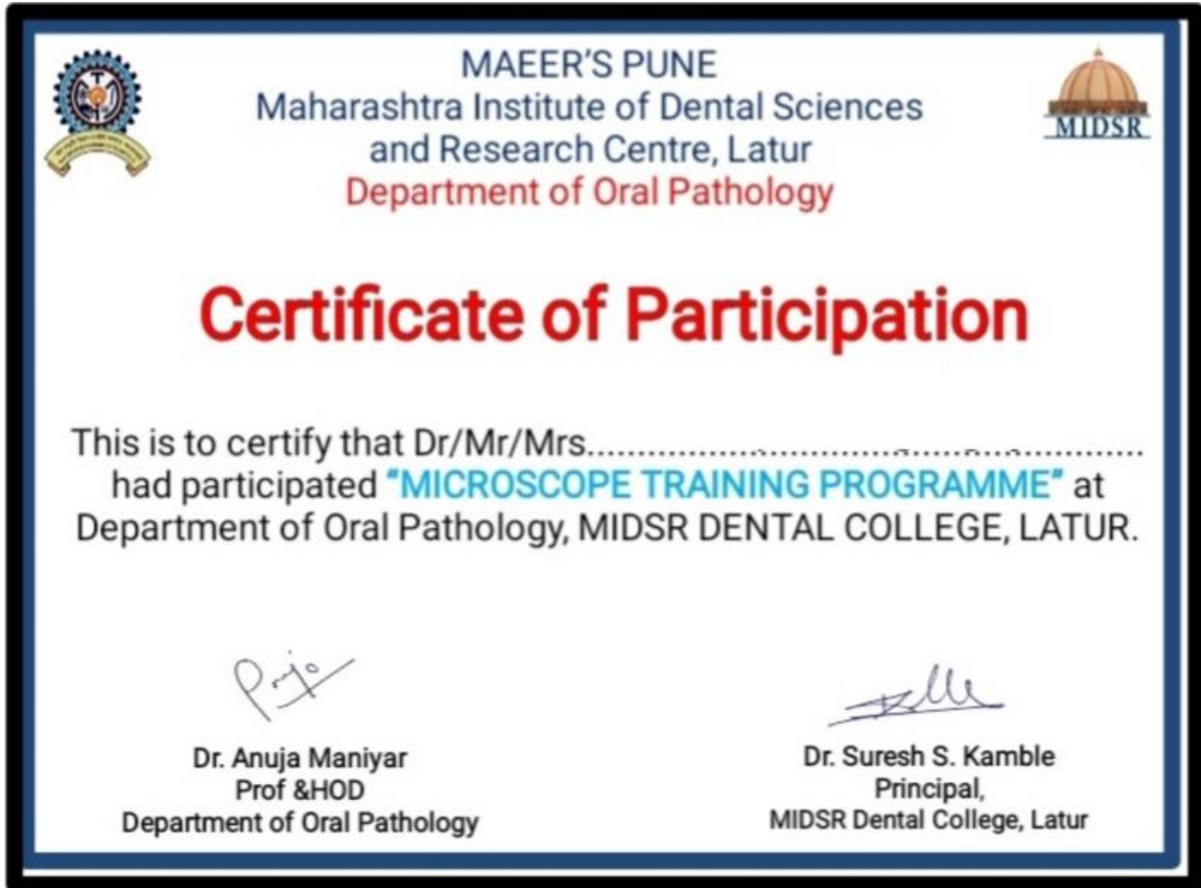 MAEER'S PUNE
Maharashtra Institute of Dental Sciences
and Research Centre, Latur
Department of Oral Pathology
MIDSR
Certificate of Participation
This is to certify that Dr/Mr/Mrs............................................................
had participated "MICROSCOPE TRAINING PROGRAMME" at
Department of Oral Pathology, MIDSR DENTAL COLLEGE, LATUR.
Dr. Anuja Maniyar
Prof &HOD
Department of Oral Pathology
Dr. Suresh S. Kamble
Principal,
MIDSR Dental College, Latur